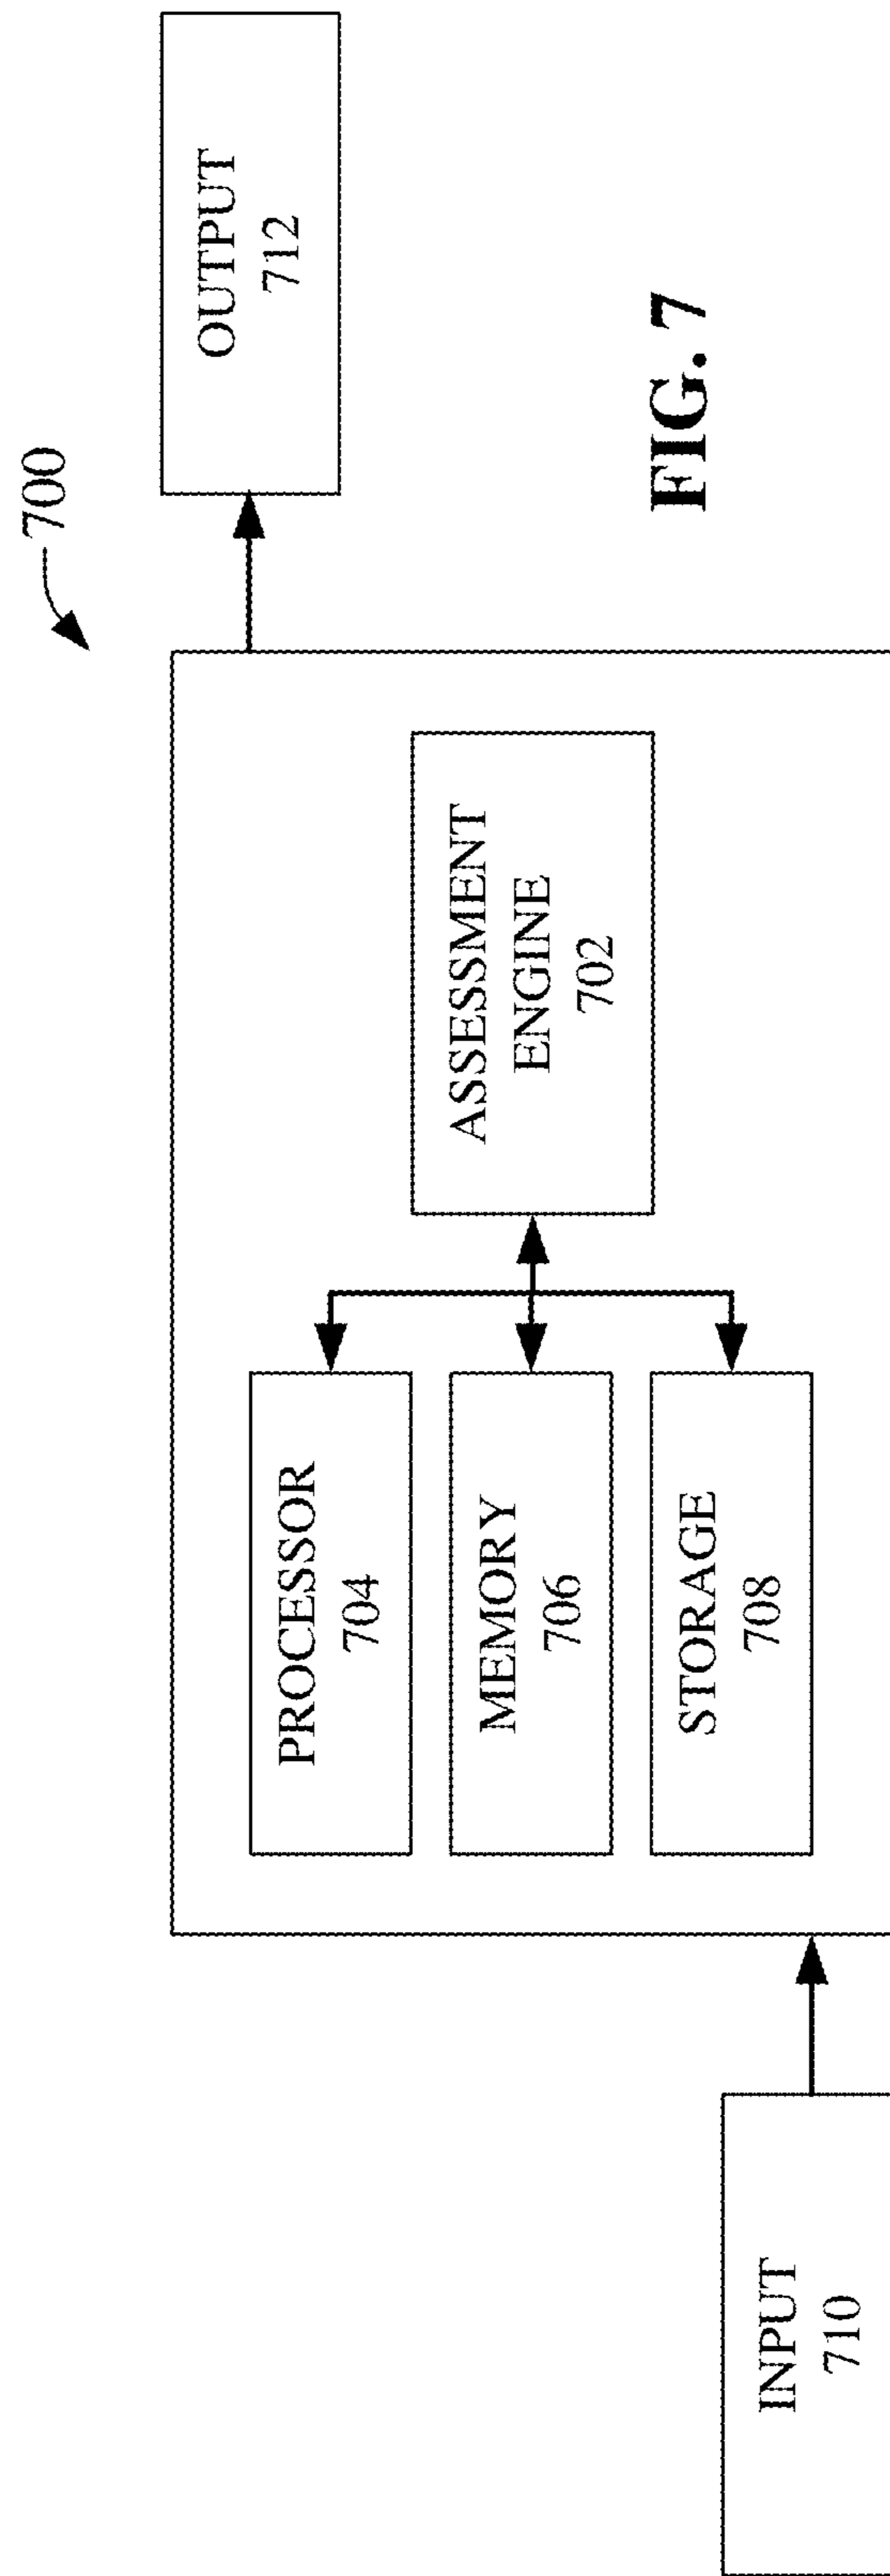 700
OUTPUT
712
PROCESSOR
704
ASSESSMENT
ENGINE
702
MEMORY
706
STORAGE
708
INPUT
710
FIG. 7